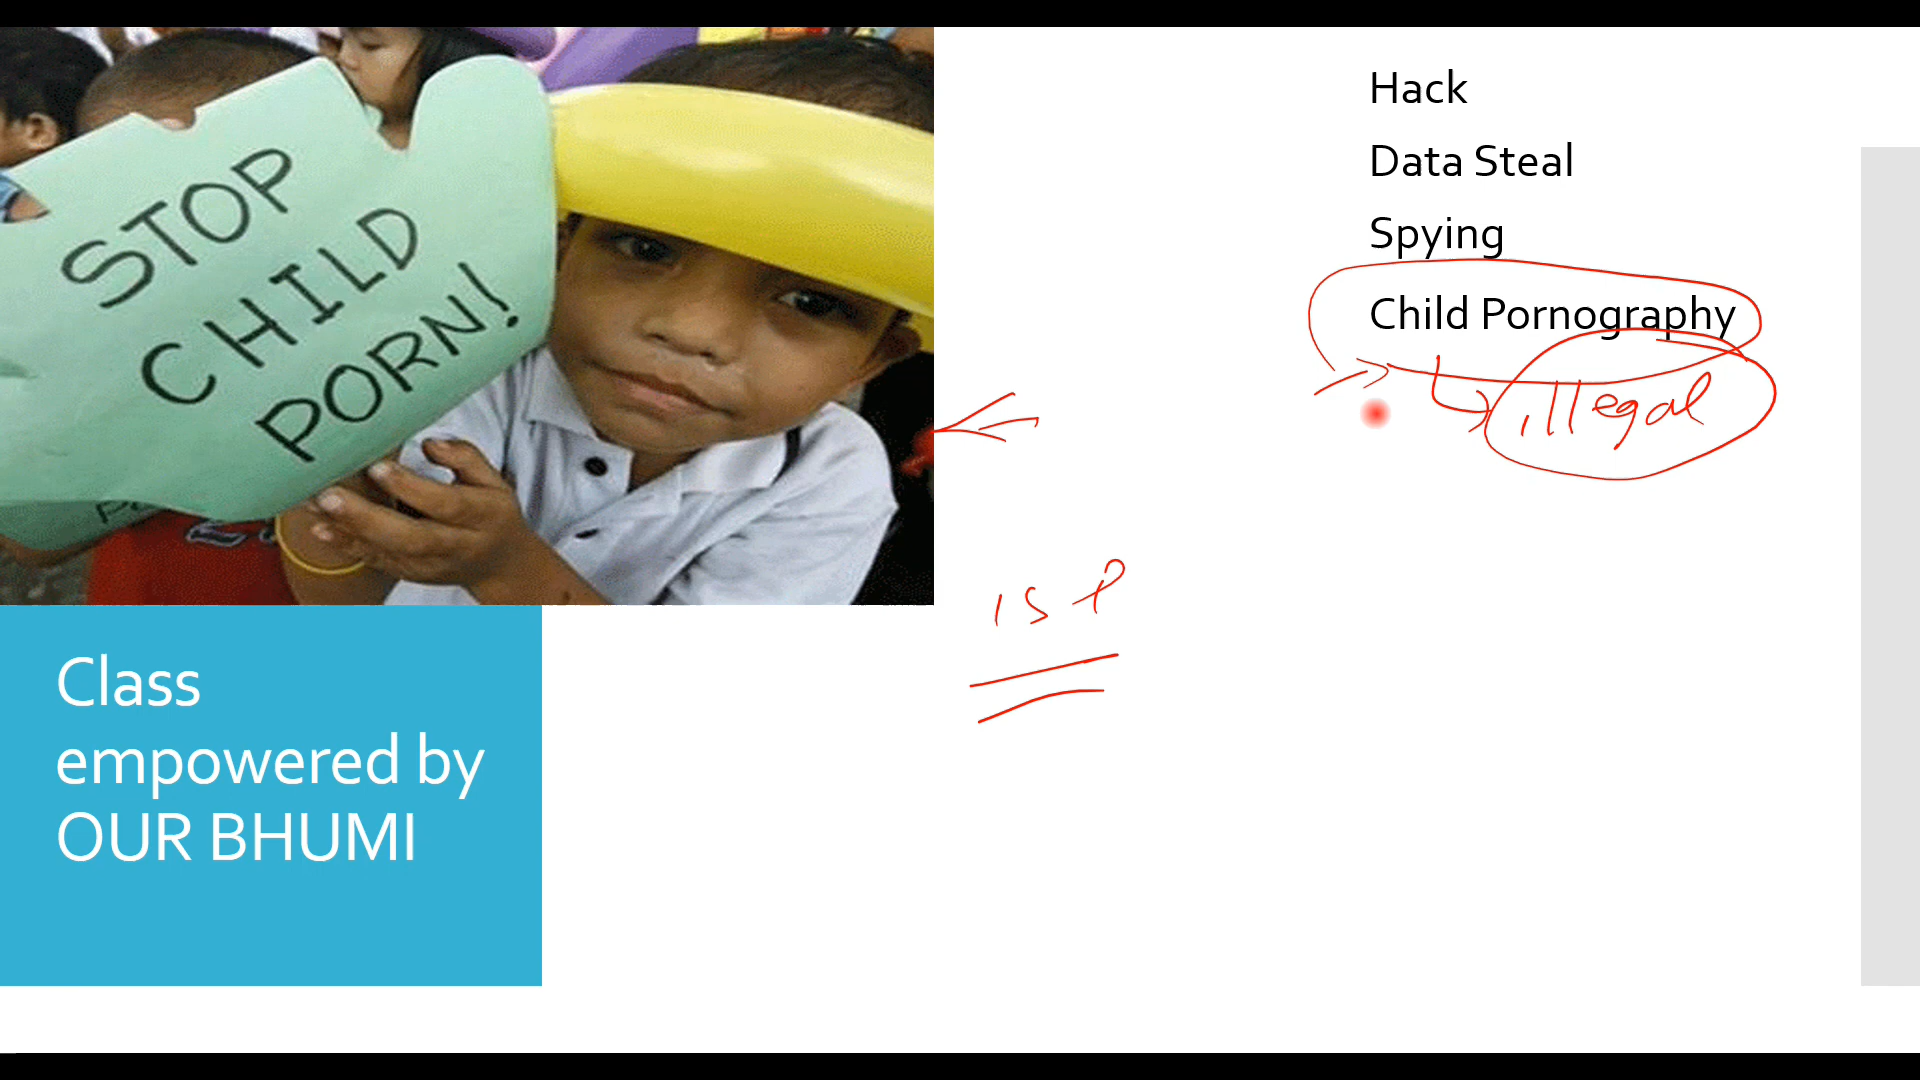 STOP
CHILD
PORN!
Hack
Data Steal
Spying
Child Pornography
illegal
ISP
Class
empowered by
OUR BHUMI